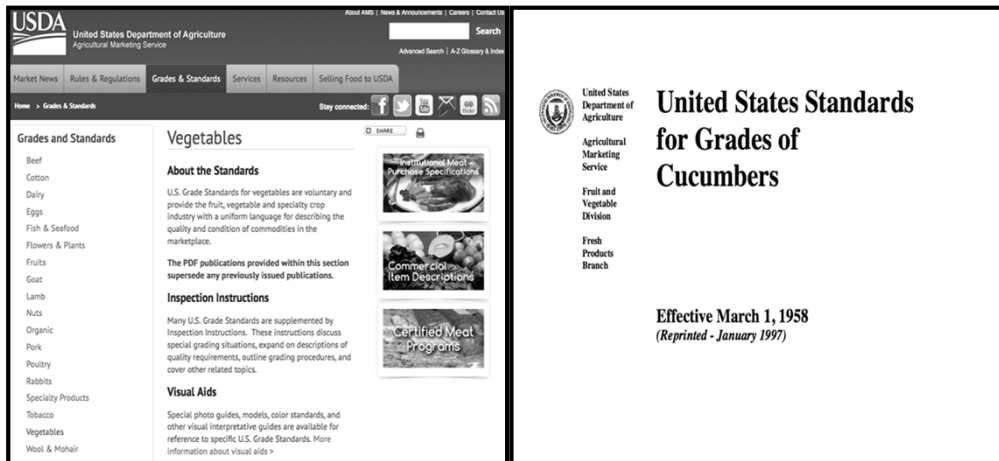 About AMS | News & Announcements | Careers | Contact Us
USDA
United States Department of Agriculture
Agricultural Marketing Service
Search
Advanced Search | A-Z Glossary & Index
Market News
Rules & Regulations
Grades & Standards
Services
Resources
Selling Food to USDA
Home > Grades & Standards
Stay connected:
Grades and Standards
Beef
Cotton
Dairy
Eggs
Fish & Seafood
Flowers & Plants
Fruits
Goat
Lamb
Nuts
Organic
Pork
Poultry
Rabbits
Specialty Products
Tobacco
Vegetables
Wool & Mohair
Vegetables
SHARE
About the Standards
U.S. Grade Standards for vegetables are voluntary and
provide the fruit, vegetable and specialty crop
industry with a uniform language for describing the
quality and condition of commodities in the
marketplace.
The PDF publications provided within this section
supersede any previously issued publications.
Inspection Instructions
Many U.S. Grade Standards are supplemented by
Inspection Instructions. These instructions discuss
special grading situations, expand on descriptions of
quality requirements, outline grading procedures, and
cover other related topics.
Visual Aids
Special photo guides, models, color standards, and
other visual interpretive guides are available for
reference to specific U.S. Grade Standards. More
information about visual aids >
Institutional Meat
Purchase Specifications
Commercial
Item Descriptions
Certified Meat
Programs
United States
Department of
Agriculture
Agricultural
Marketing
Service
Fruit and
Vegetable
Division
Fresh
Products
Branch
United States Standards
for Grades of
Cucumbers
Effective March 1, 1958
(Reprinted - January 1997)